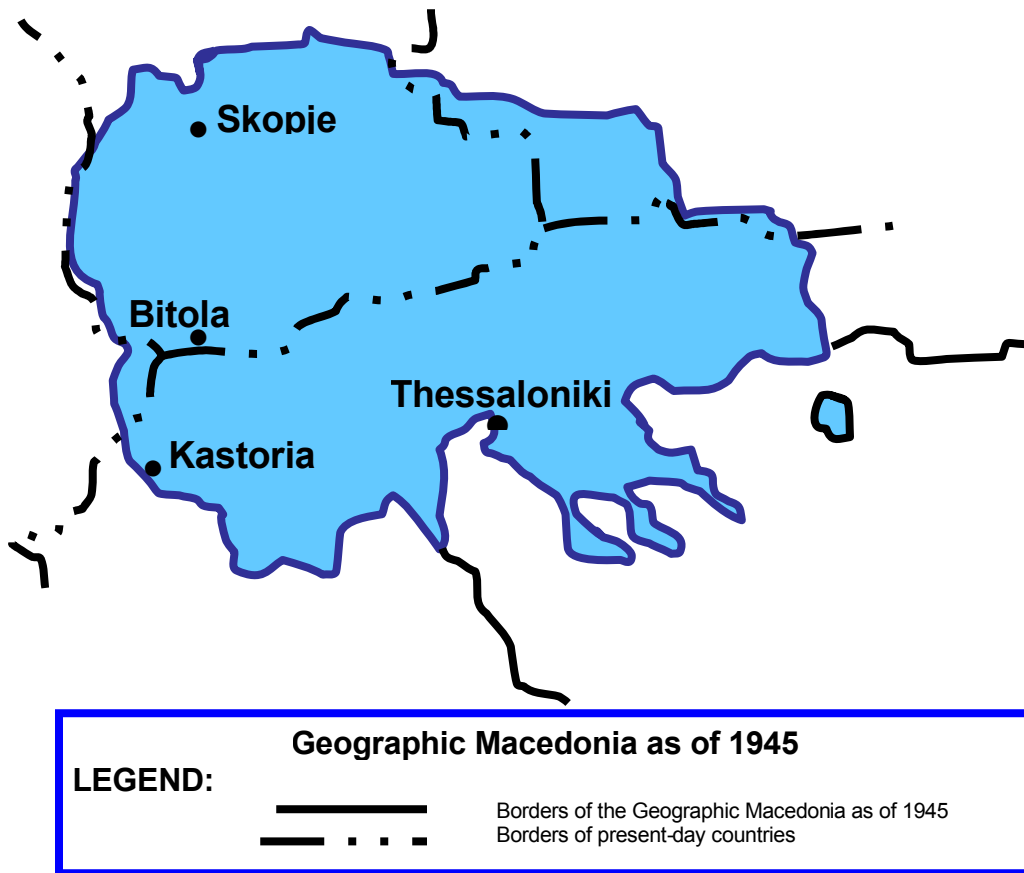 Skopje
Bitola
Thessaloniki
Kastoria
Geographic Macedonia as of 1945
LEGEND:
Borders of the Geographic Macedonia as of 1945
Borders of present-day countries